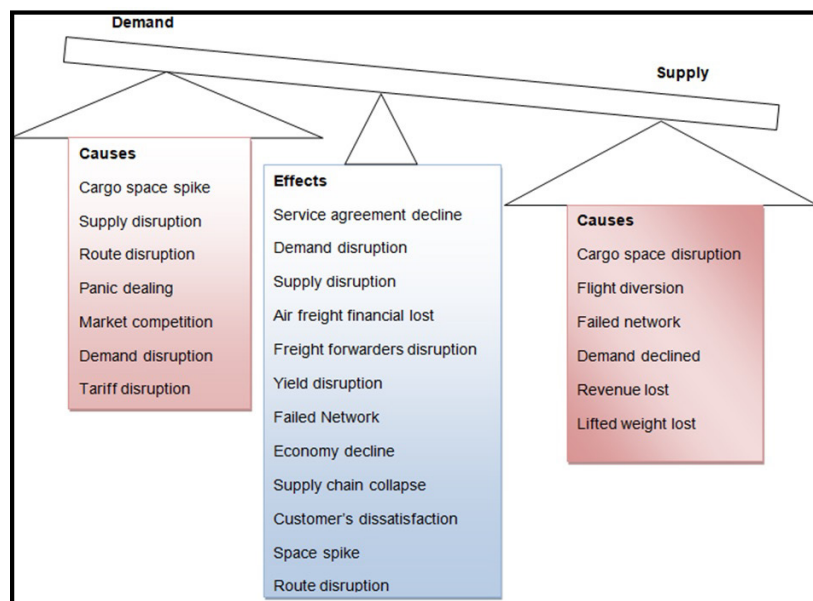 Demand
Supply
Causes
Cargo space spike
Supply disruption
Route disruption
Panic dealing
Market competition
Demand disruption
Tariff disruption
Effects
Service agreement decline
Demand disruption
Supply disruption
Air freight financial lost
Freight forwarders disruption
Yield disruption
Failed Network
Economy decline
Supply chain collapse
Customer's dissatisfaction
Space spike
Route disruption
Causes
Cargo space disruption
Flight diversion
Failed network
Demand declined
Revenue lost
Lifted weight lost